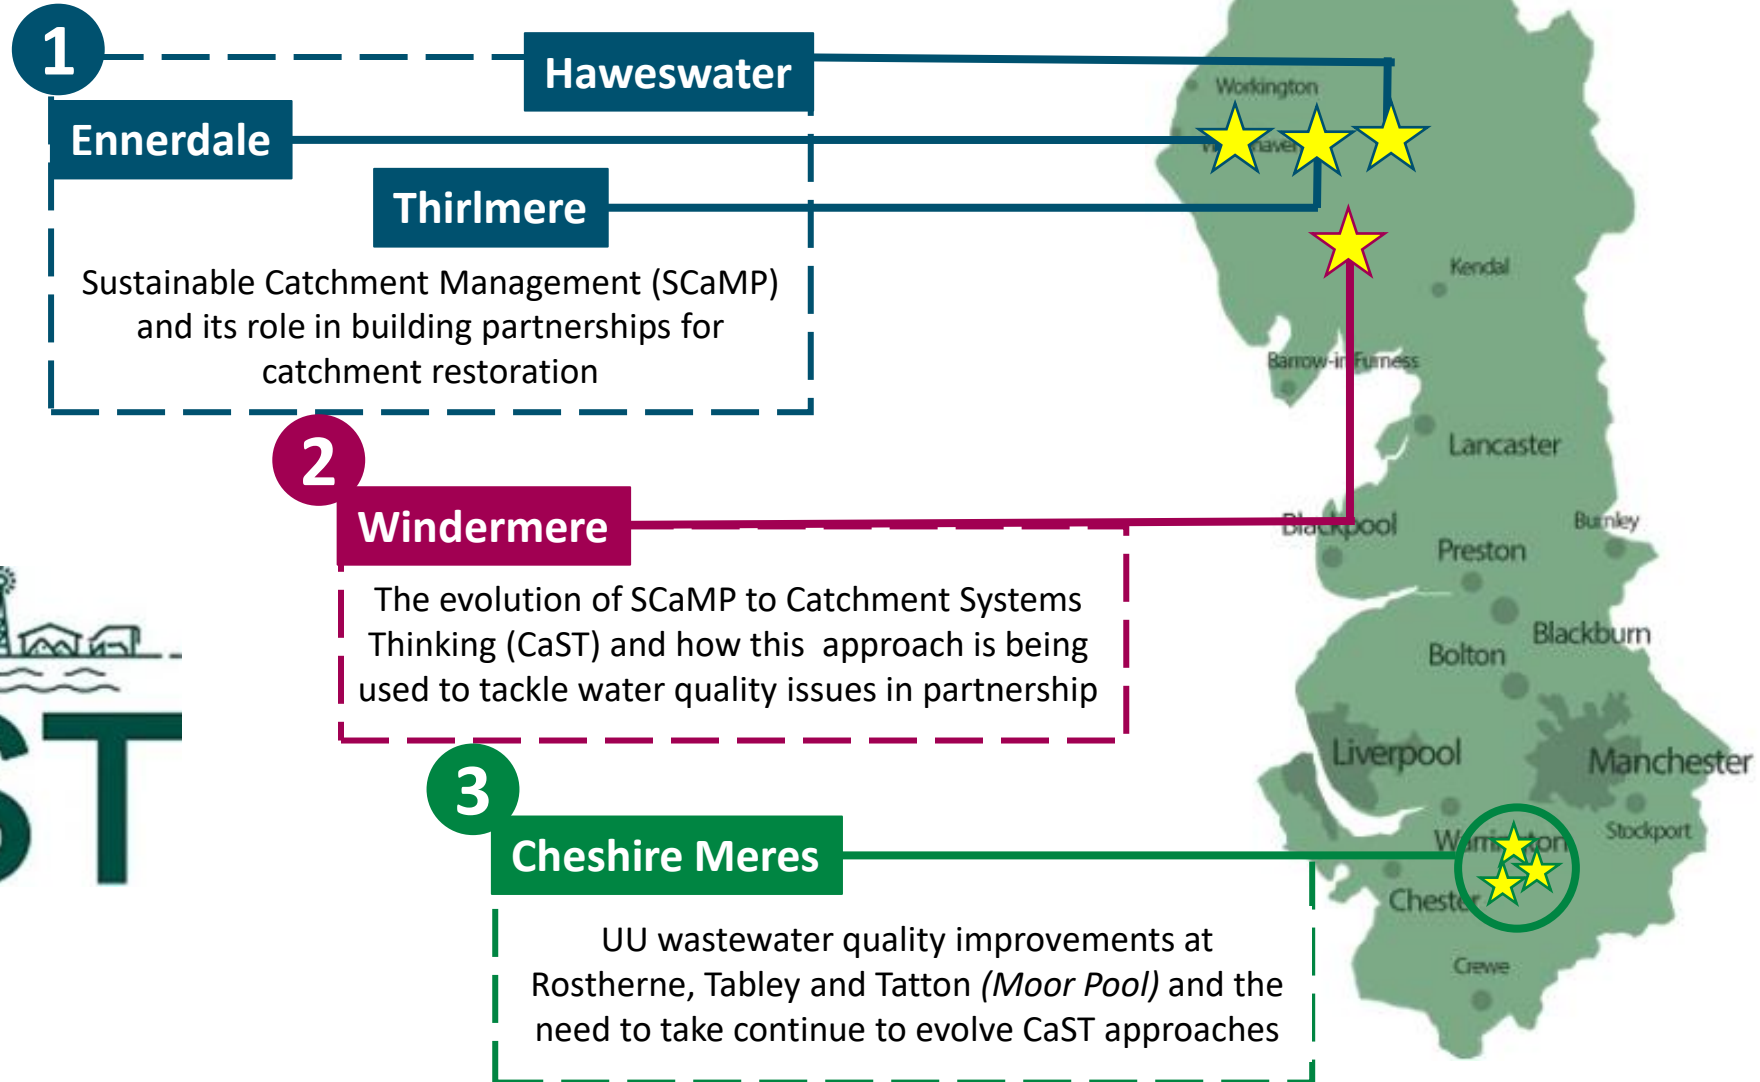 1
Haweswater
Ennerdale
Thirlmere
Sustainable Catchment Management (SCaMP)
and its role in building partnerships for
catchment restoration
2
Windermere
The evolution of SCaMP to Catchment Systems
Thinking (CaST) and how this approach is being
used to tackle water quality issues in partnership
3
Cheshire Meres
UU wastewater quality improvements at
Rostherne, Tabley and Tatton (Moor Pool) and the
need to take continue to evolve CaST approaches
ST
Workington
Kendal
Barrow-in-Furness
Lancaster
Blackpool
Burnley
Preston
Blackburn
Bolton
Liverpool
Manchester
Warrington
Stockport
Chester
Crewe